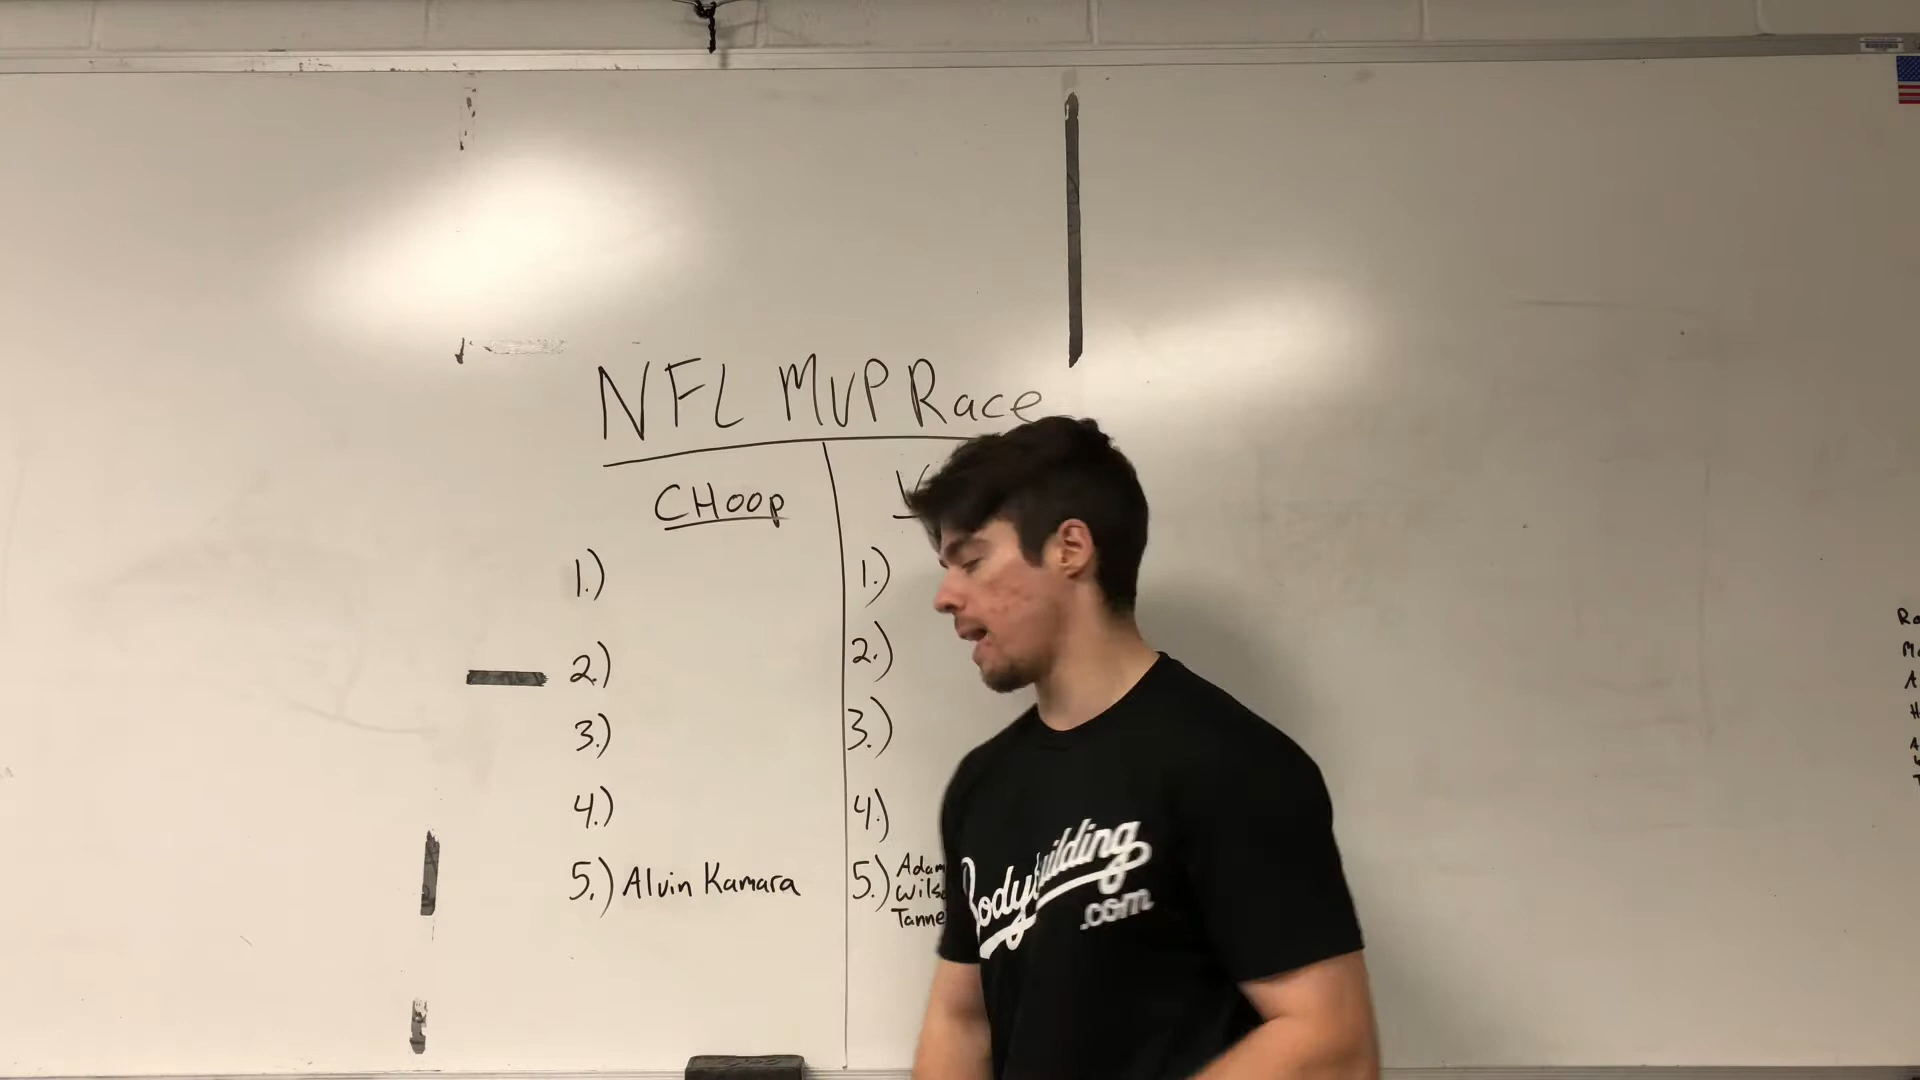 NFL MVP Race
CHoop
1.)
2.)
3.)
4.)
5.) Alvin Kamara
1.)
2.)
3.)
4.)
5.)
Bodybuilding
.com